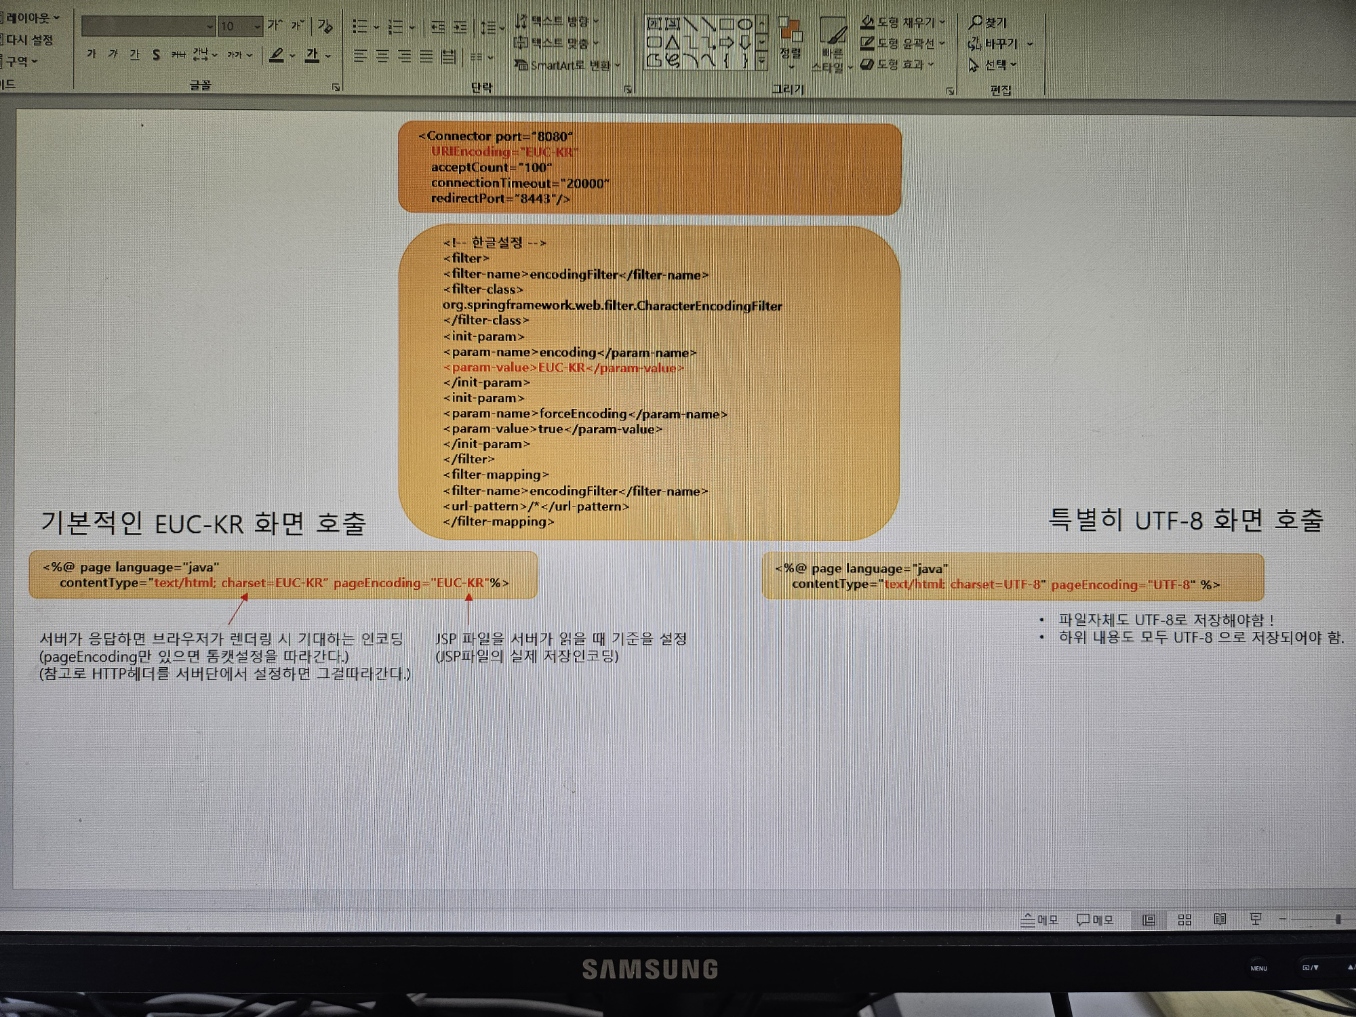 레이아웃
다시 설정
구역
10
글꼴
텍스트 방향
텍스트 맞춤
SmartArt로 변환
단락
정렬
빠른
스타일
도형 채우기
도형 윤곽선
도형 효과
그리기
찾기
바꾸기
선택
편집
<Connector port="8080"
URIEncoding="EUC-KR"
acceptCount="100"
connectionTimeout="20000"
redirectPort="8443"/>
<!-- 한글설정 -->
<filter>
<filter-name>encodingFilter</filter-name>
<filter-class>
org.springframework.web.filter.CharacterEncodingFilter
</filter-class>
<init-param>
<param-name>encoding</param-name>
<param-value>EUC-KR</param-value>
</init-param>
<init-param>
<param-name>forceEncoding</param-name>
<param-value>true</param-value>
</init-param>
</filter>
<filter-mapping>
<filter-name>encodingFilter</filter-name>
<url-pattern>/*</url-pattern>
</filter-mapping>
기본적인 EUC-KR 화면 호출
<%@ page language="java"
contentType="text/html; charset=EUC-KR" pageEncoding="EUC-KR"%>
서버가 응답하면 브라우저가 렌더링 시 기대하는 인코딩
(pageEncoding만 있으면 톰캣설정을 따라간다.)
(참고로 HTTP헤더를 서버단에서 설정하면 그걸따라간다.)
JSP 파일을 서버가 읽을 때 기준을 설정
(JSP파일의 실제 저장인코딩)
특별히 UTF-8 화면 호출
<%@ page language="java"
contentType="text/html; charset=UTF-8" pageEncoding="UTF-8" %>
• 파일자체도 UTF-8로 저장해야함 !
• 하위 내용도 모두 UTF-8 으로 저장되어야 함.
메모
메모
SAMSUNG
MENU